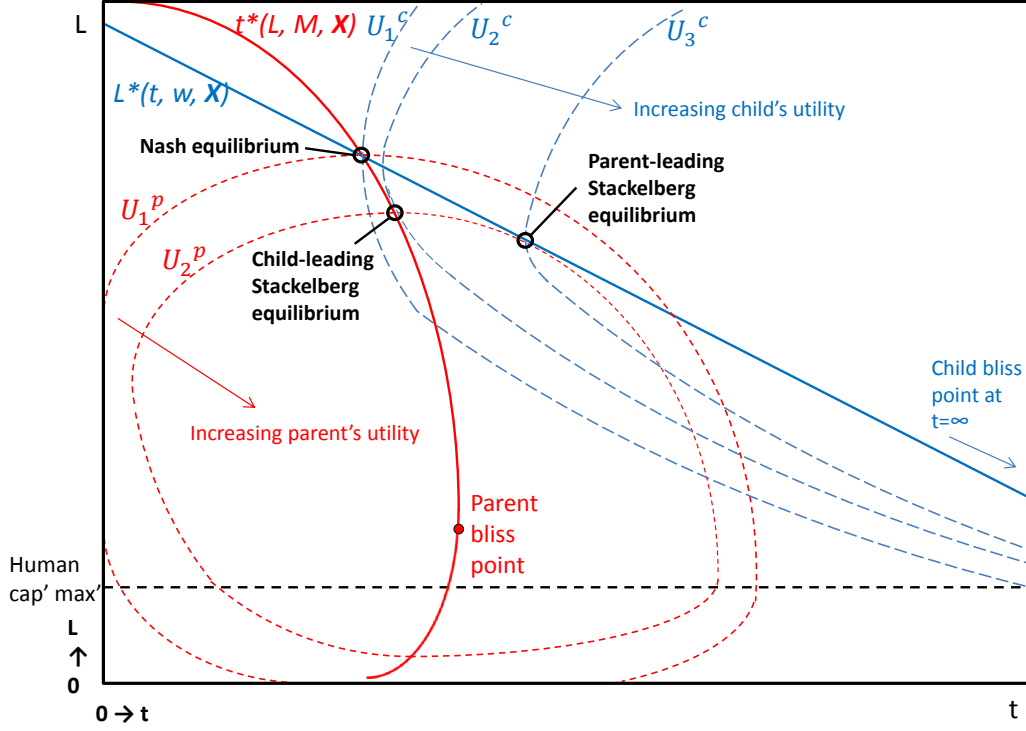 L
t*(L, M, X)
U₁ᶜ
U₂ᶜ
U₃ᶜ
L*(t, w, X)
Increasing child's utility
Nash equilibrium
Parent-leading
Stackelberg
equilibrium
U₁ᵖ
U₂ᵖ
Child-leading
Stackelberg
equilibrium
Child bliss
point at
t=∞
Increasing parent's utility
Parent
bliss
point
Human
cap' max'
L
↑
0
0 → t
t